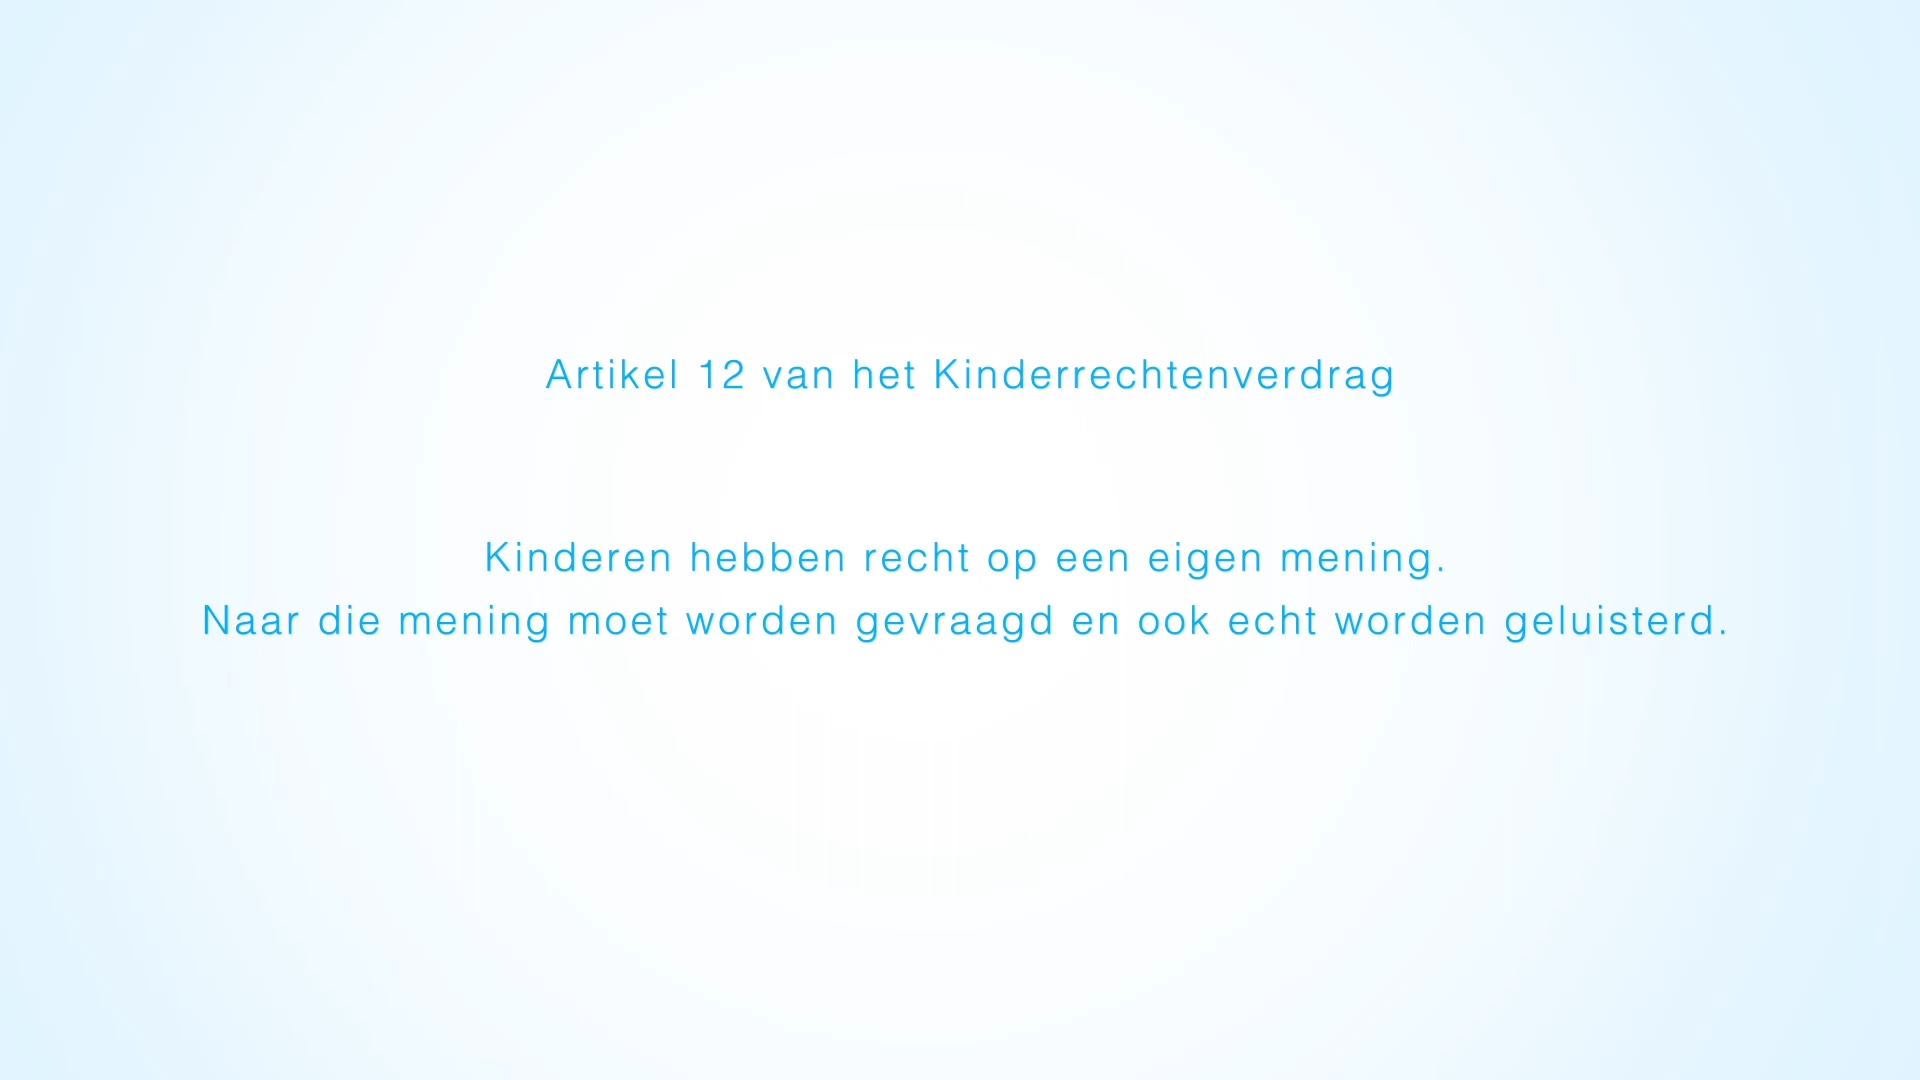 Artikel 12 van het Kinderrechtenverdrag
Kinderen hebben recht op een eigen mening.
Naar die mening moet worden gevraagd en ook echt worden geluisterd.